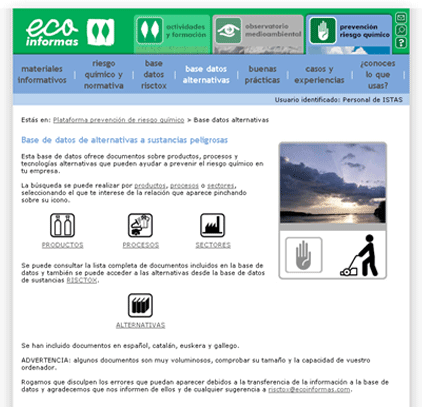 eco
informas
actividades
y formación
observatorio
medioambiental
prevención
riesgo químico
?
materiales
informativos
riesgo
químico y
normativa
base
datos
risctox
base datos
alternativas
buenas
prácticas
casos y
experiencias
¿conoces
lo que
usas?
Usuario identificado: Personal de ISTAS
Estás en: Plataforma prevención de riesgo químico > Base datos alternativas
Base de datos de alternativas a sustancias peligrosas
Esta base de datos ofrece documentos sobre productos, procesos y
tecnologías alternativas que pueden ayudar a prevenir el riesgo químico en
tu empresa.
La búsqueda se puede realizar por productos, procesos o sectores,
seleccionando el que te interese de la relación que aparece pinchando
sobre su icono.
PRODUCTOS
PROCESOS
SECTORES
Se puede consultar la lista completa de documentos incluidos en la base de
datos y también se puede acceder a las alternativas desde la base de datos
de sustancias RISCTOX.
ALTERNATIVAS
Se han incluido documentos en español, catalán, euskera y gallego.
ADVERTENCIA: algunos documentos son muy voluminosos, comprobar su tamaño y la capacidad de vuestro
ordenador.
Rogamos que disculpen los errores que puedan aparecer debidos a la transferencia de la información a la base
de datos y agradecemos que nos informen de ellos y de cualquier sugerencia a risctox@ecoinformas.com.